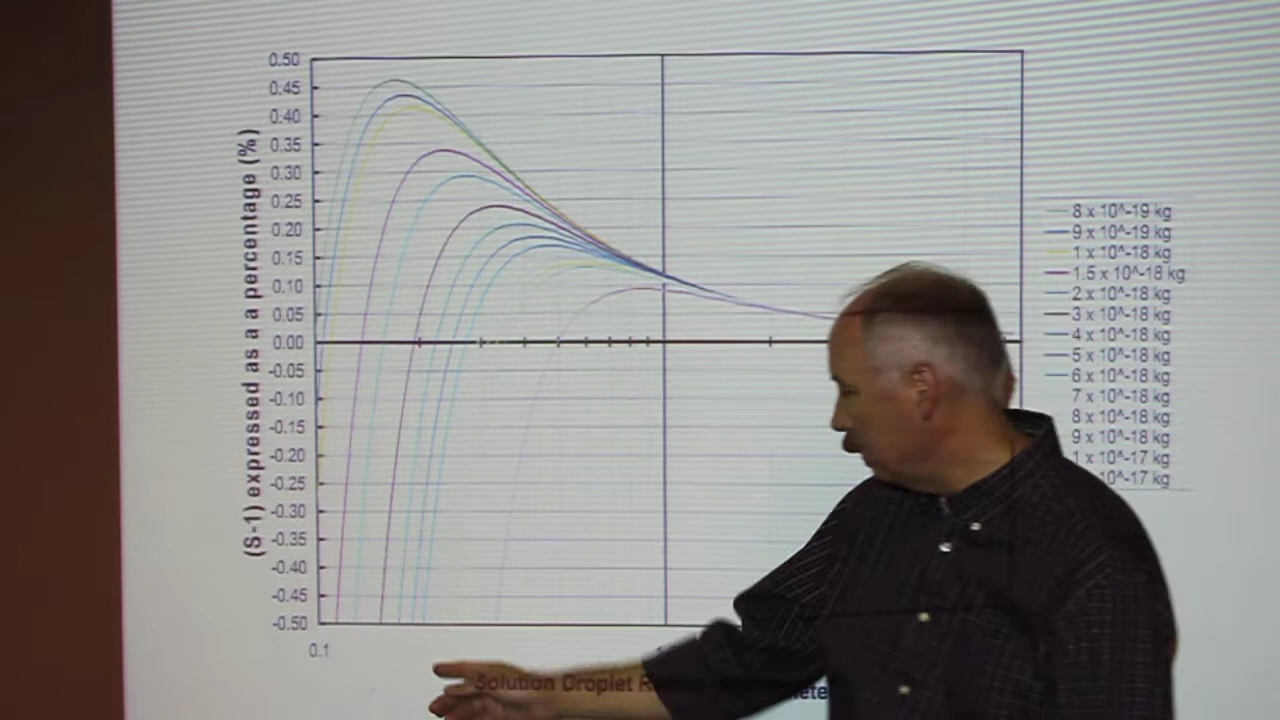 (S-1) expressed as a a percentage (%)
0.50
0.45
0.40
0.35
0.30
0.25
0.20
0.15
0.10
0.05
0.00
-0.05
-0.10
-0.15
-0.20
-0.25
-0.30
-0.35
-0.40
-0.45
-0.50
0.1
Solution Droplet
8 x 10^-19 kg
9 x 10^-19 kg
1 x 10^-18 kg
1.5 x 10^-18 kg
2 x 10^-18 kg
3 x 10^-18 kg
4 x 10^-18 kg
5 x 10^-18 kg
6 x 10^-18 kg
7 x 10^-18 kg
8 x 10^-18 kg
9 x 10^-18 kg
1 x 10^-17 kg
10^-17 kg